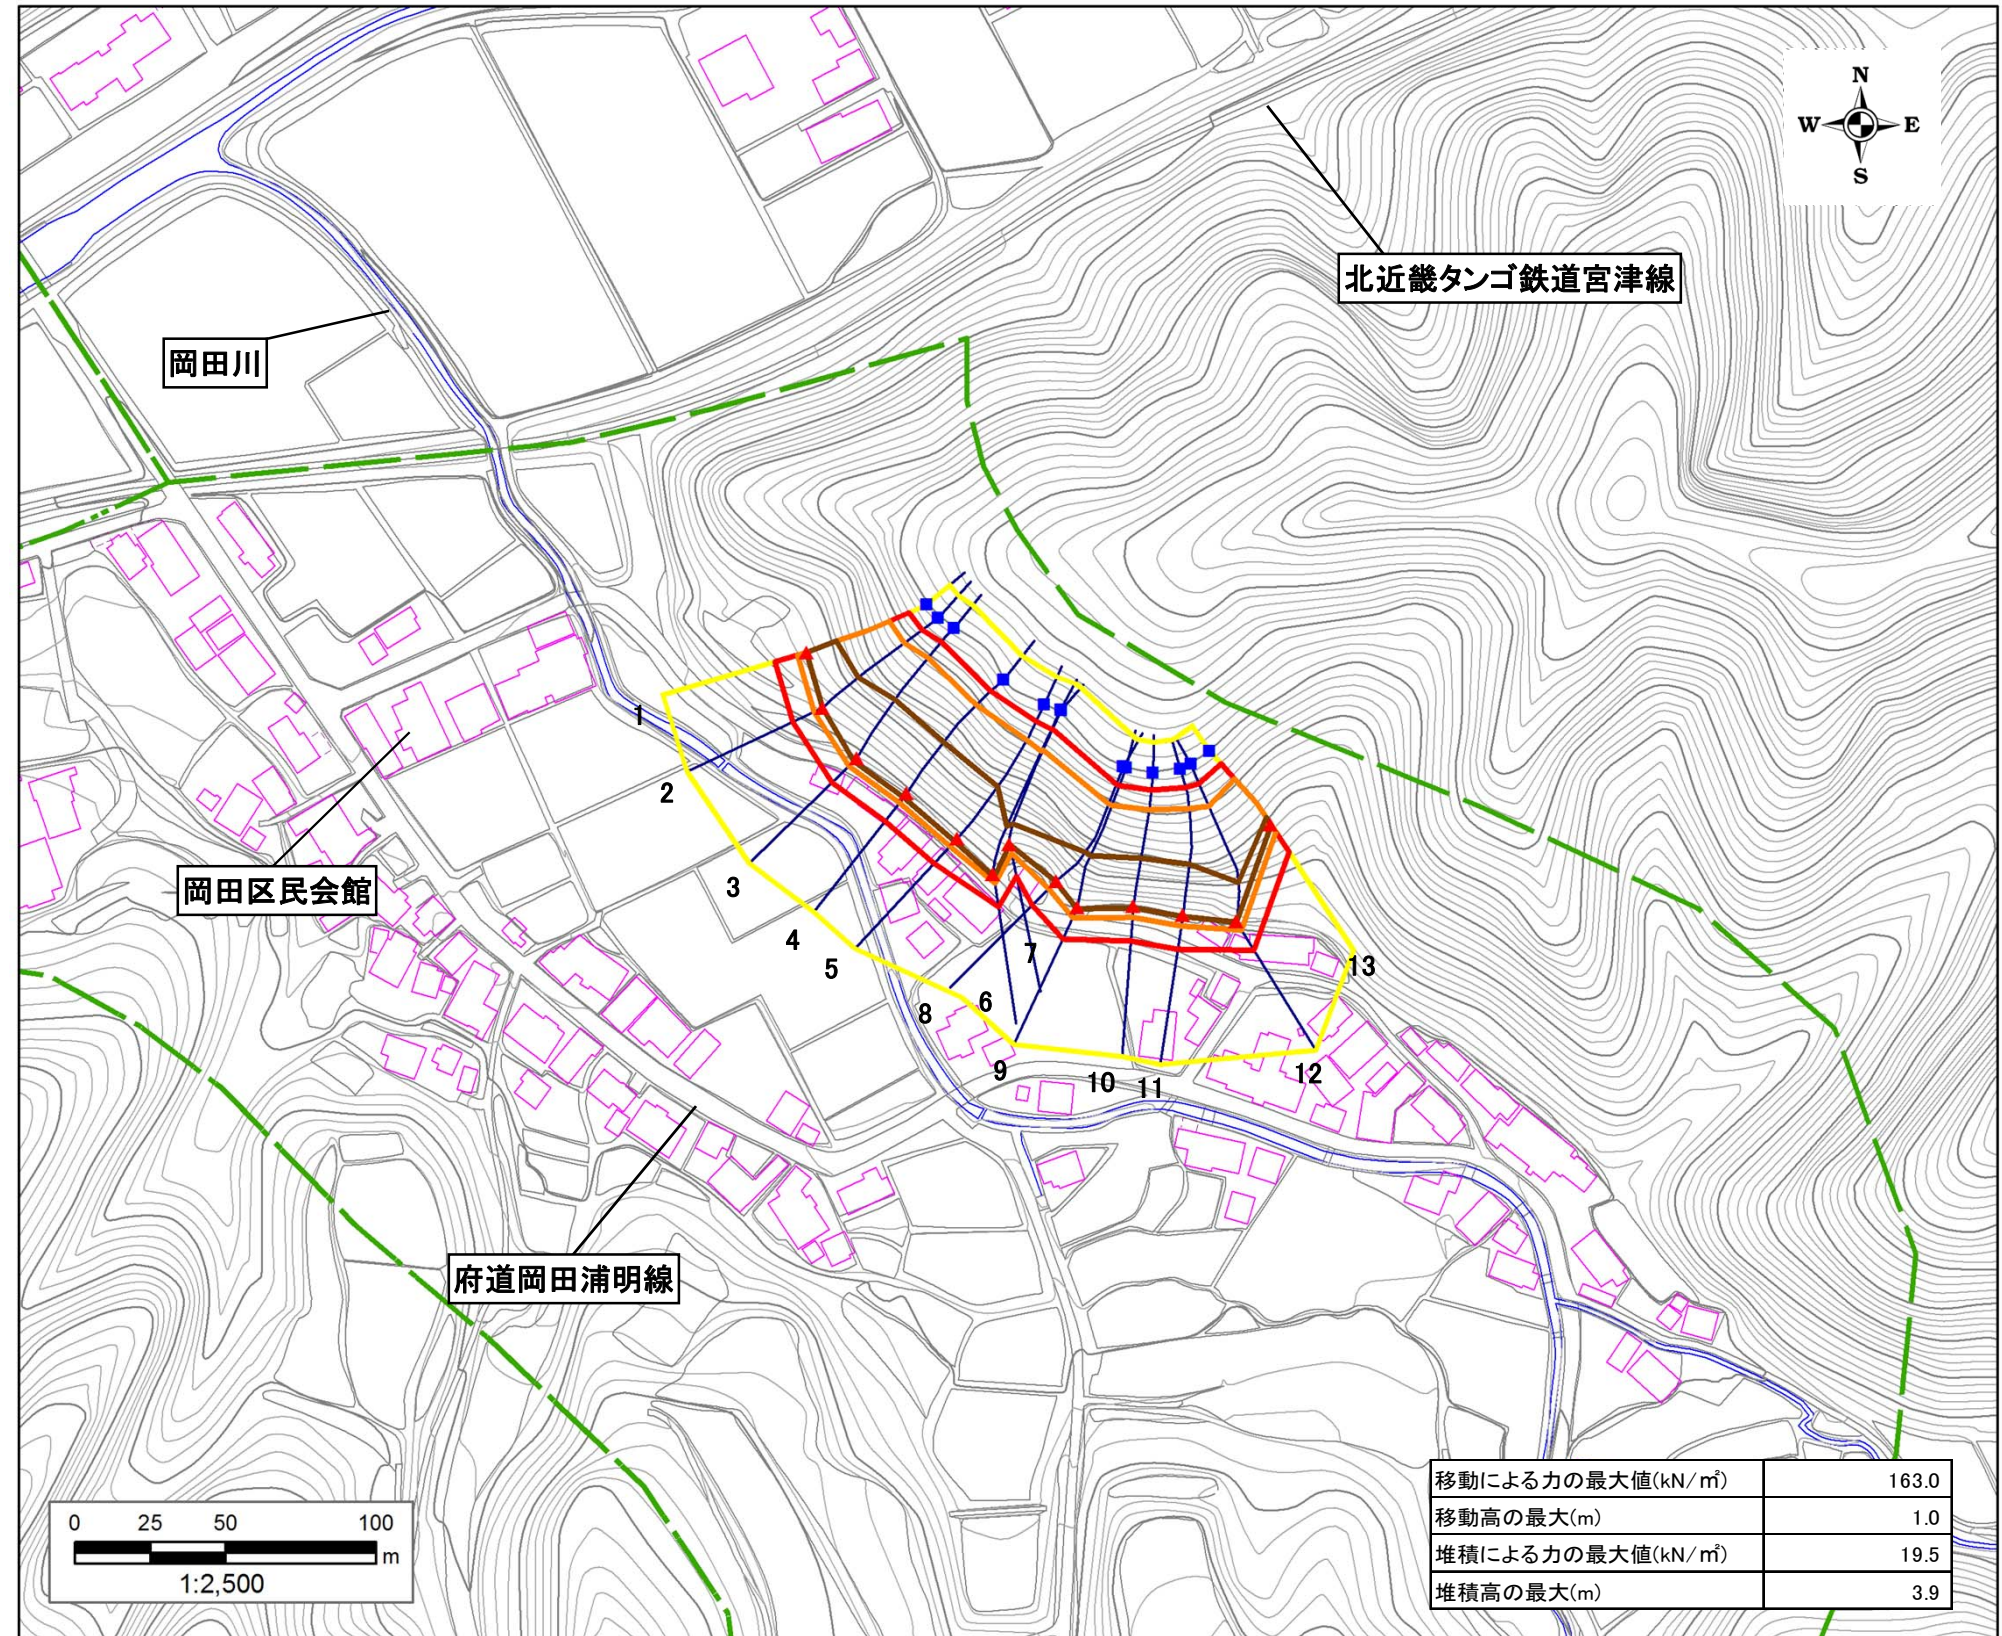 N
W E
S
北近畿タンゴ鉄道宮津線
岡田川
1
2
3
4
5
6
7
8
9
10
11
12
13
岡田区民会館
府道岡田浦明線
0 25 50 100
m
1:2,500
移動による力の最大値(kN/㎡) 163.0
移動高の最大(m) 1.0
堆積による力の最大値(kN/㎡) 19.5
堆積高の最大(m) 3.9